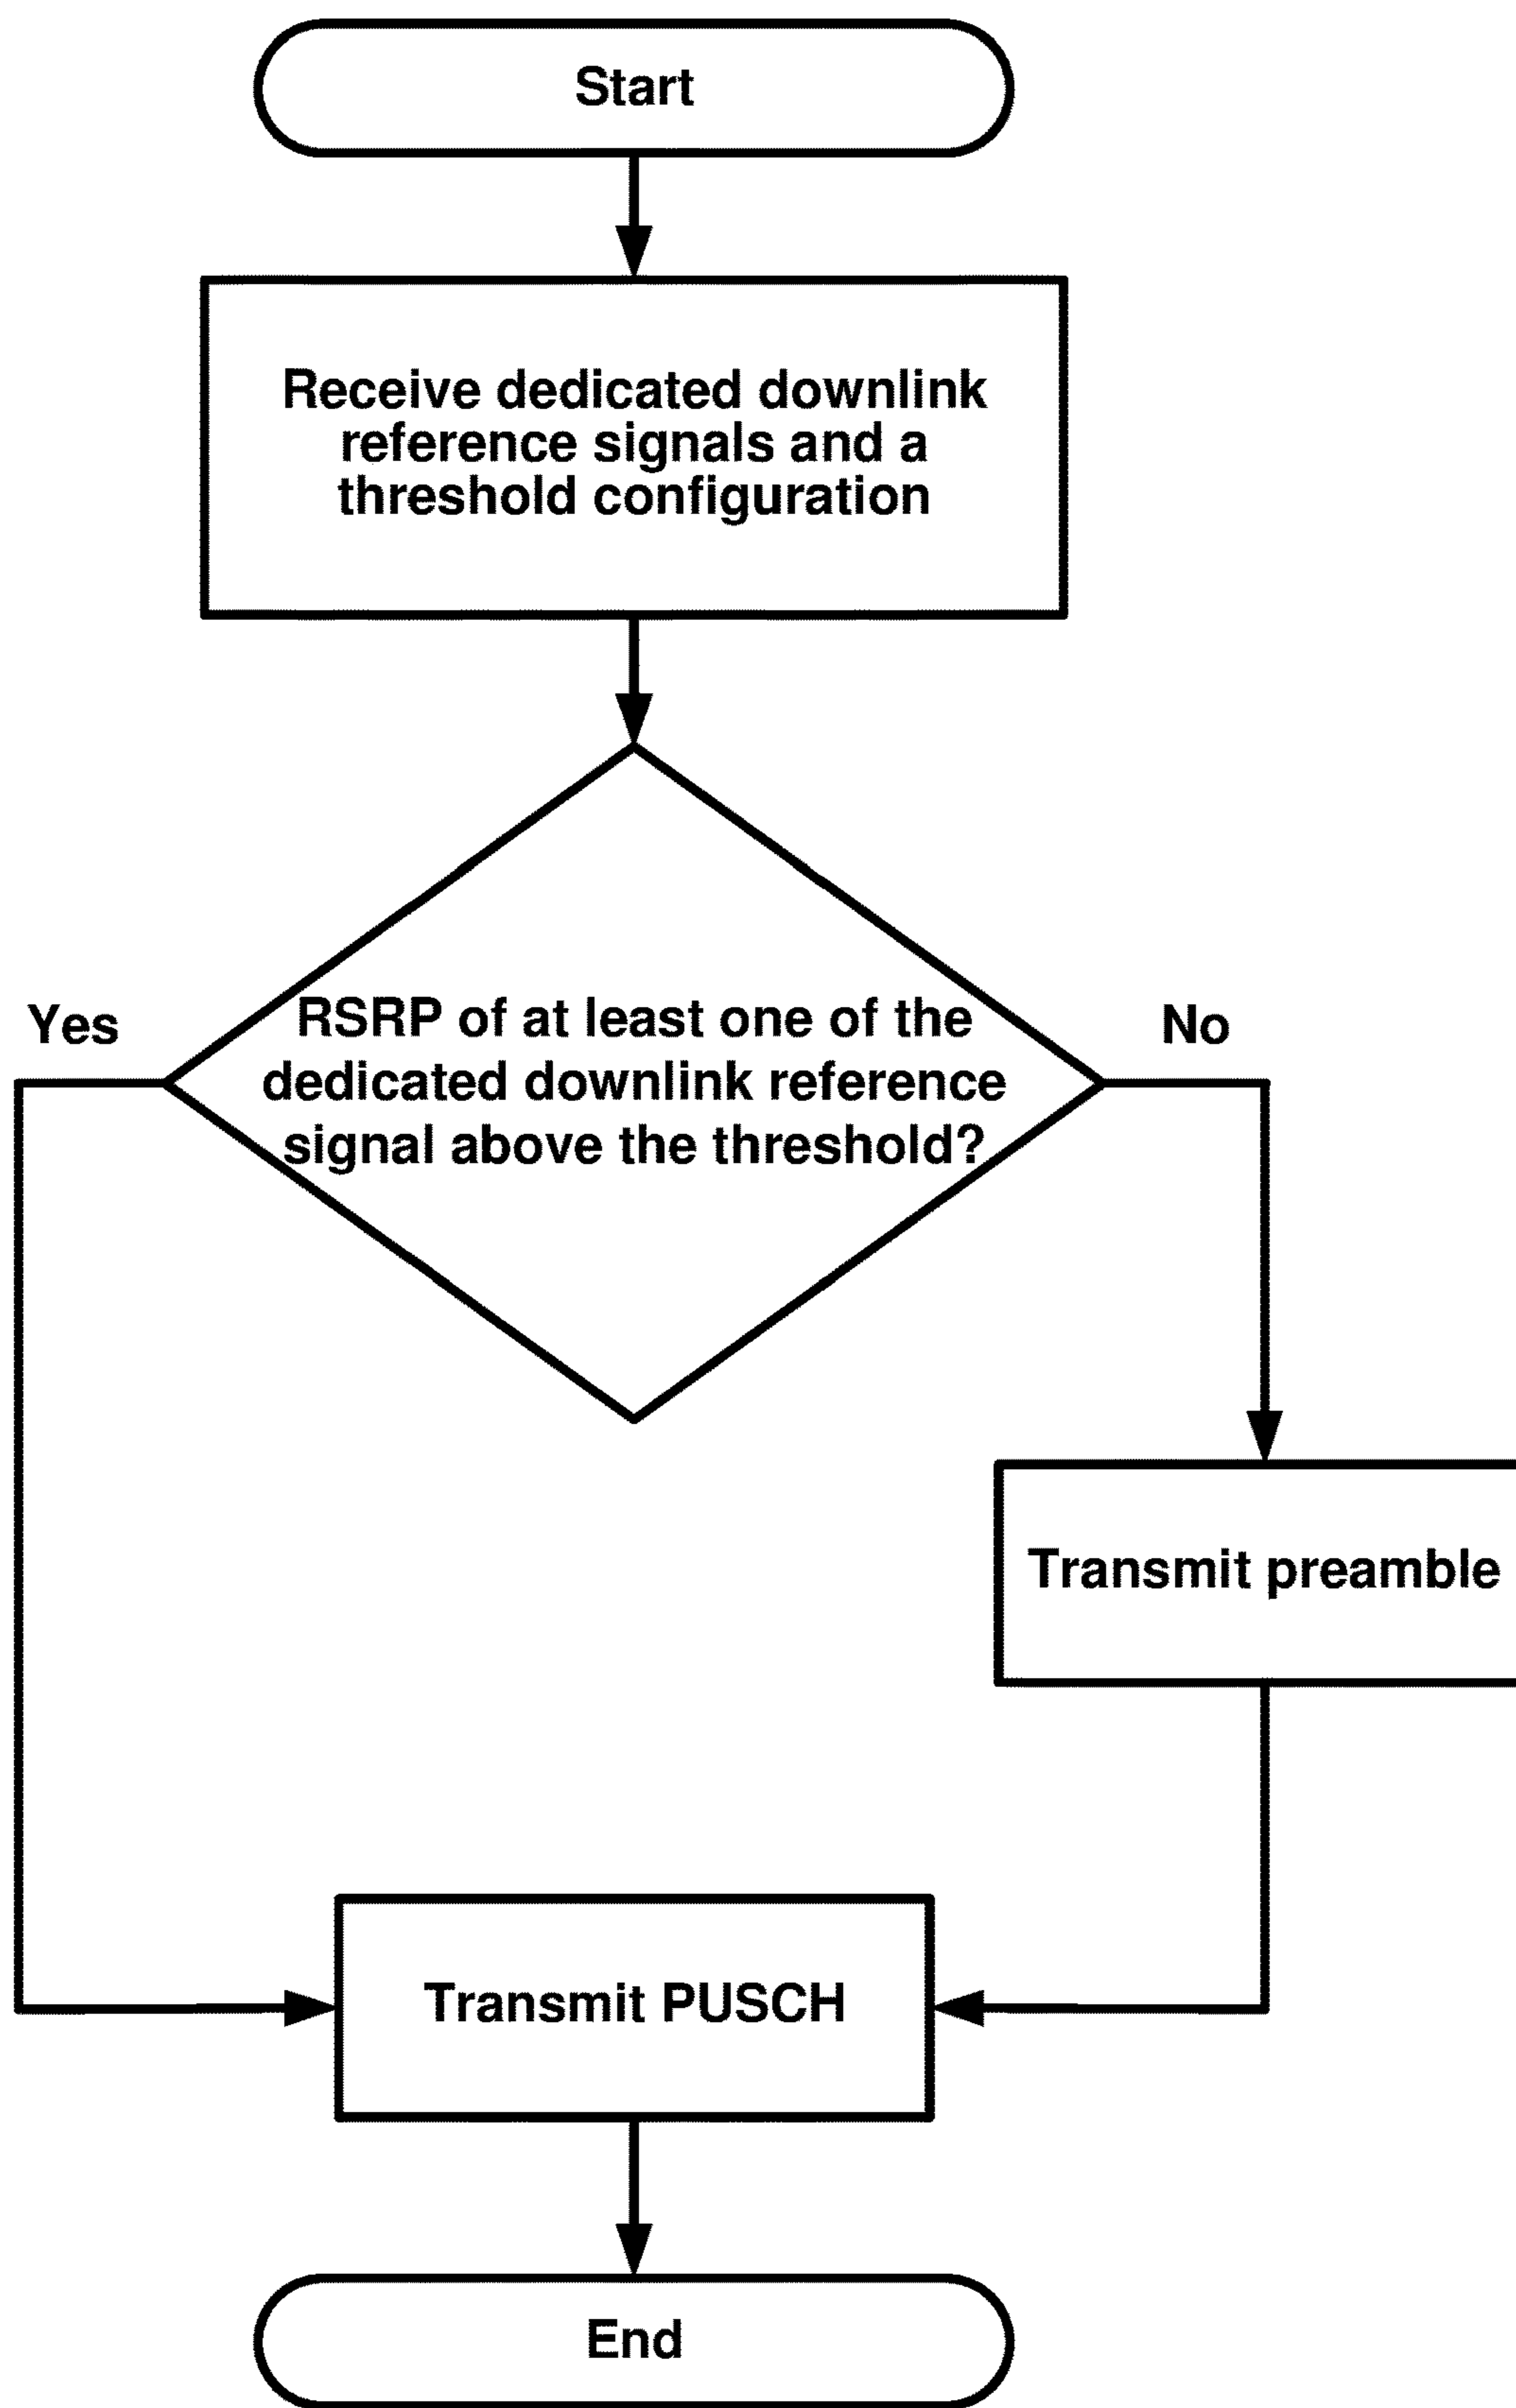 Start
Receive dedicated downlink
reference signals and a
threshold configuration
Yes
RSRP of at least one of the
dedicated downlink reference
signal above the threshold?
No
Transmit preamble
Transmit PUSCH
End